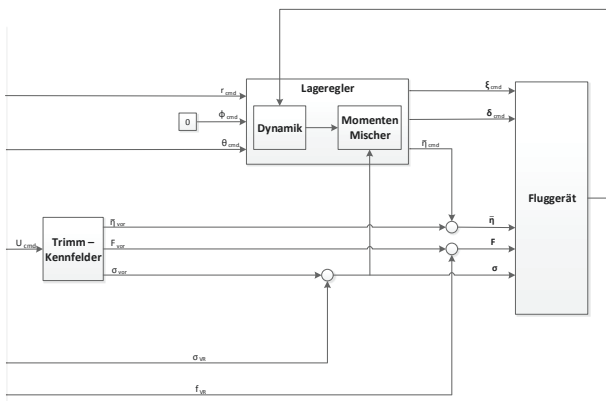 Lageregler
r cmd
ξ cmd
ϕ cmd
0
Dynamik
Momenten
Mischer
δ cmd
θ cmd
η̃ cmd
Fluggerät
η̃ vor
η̃
U cmd
Trimm –
Kennfelder
F vor
F
σ vor
σ
σ VR
f VR